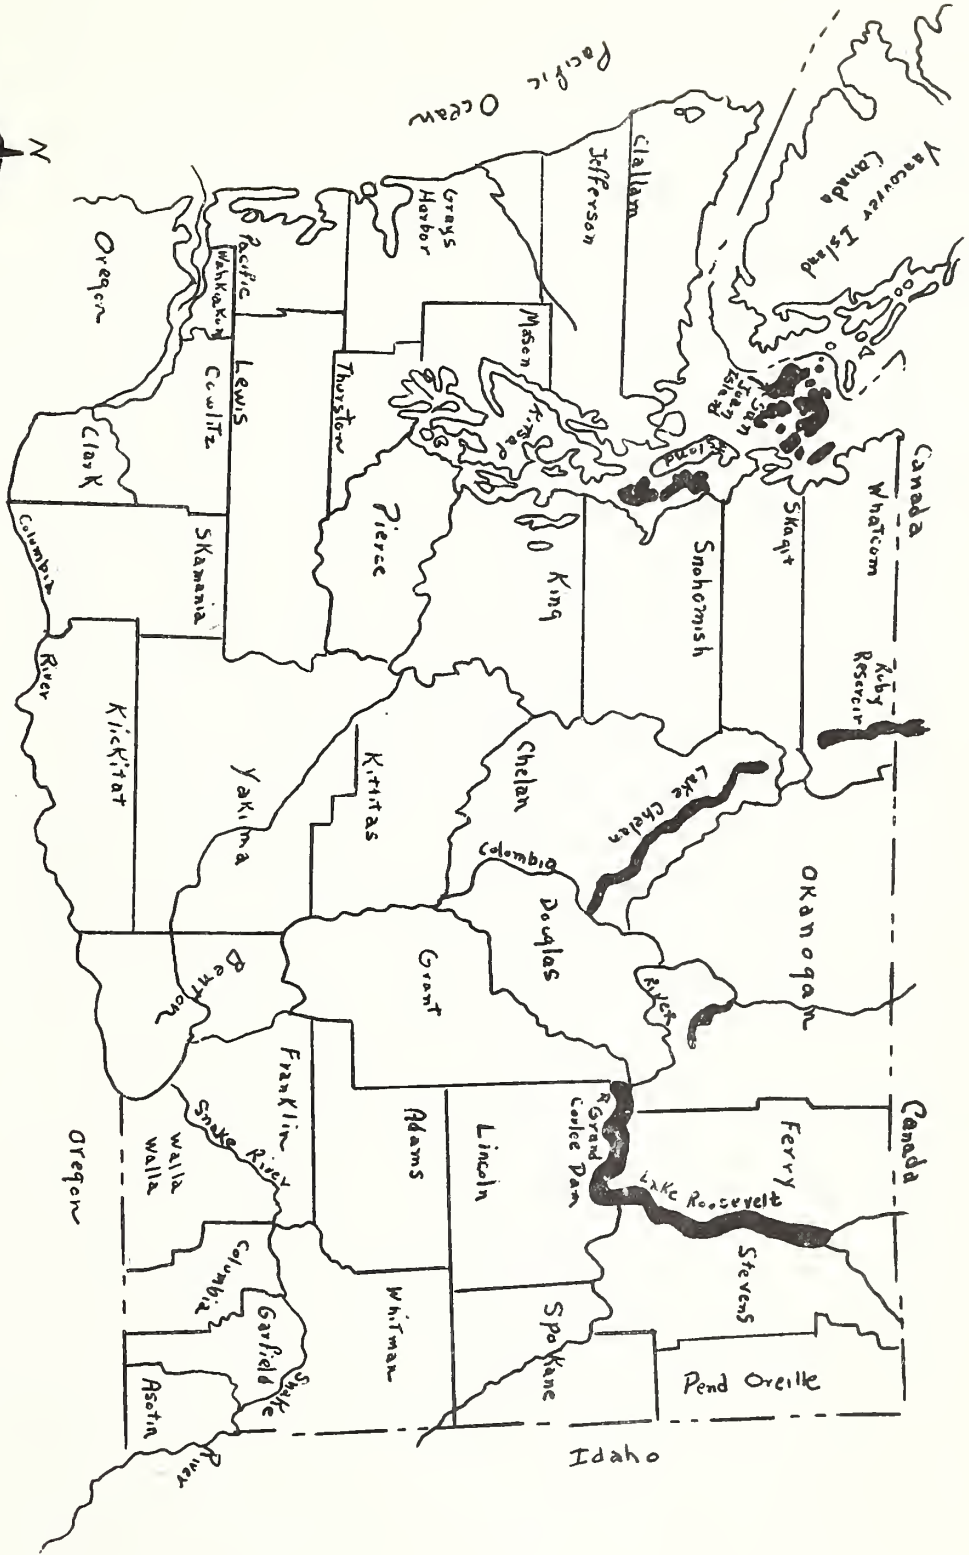 Vancouver Island
Canada
Pacific
Ocean
Canada
Canada
Whatcom
Ruby
Reservoir
Skagit
San
Juan
Island
Island
Snohomish
Okanogan
Ferry
Stevens
Pend Oreille
Lake Roosevelt
Grand
Coulee Dam
Lake Chelan
Chelan
Columbia
River
Douglas
Clallam
Jefferson
Grays
Harbor
Mason
Kitsap
King
Kittitas
Grant
Lincoln
Spokane
Idaho
Adams
Whitman
Pacific
Wahkiakum
Lewis
Thurston
Pierce
Cowlitz
Clark
Skamania
Yakima
Benton
Franklin
Snake River
Walla
Walla
Columbia
Garfield
Asotin
Snake
River
Klickitat
Columbia
River
Oregon
Oregon
N